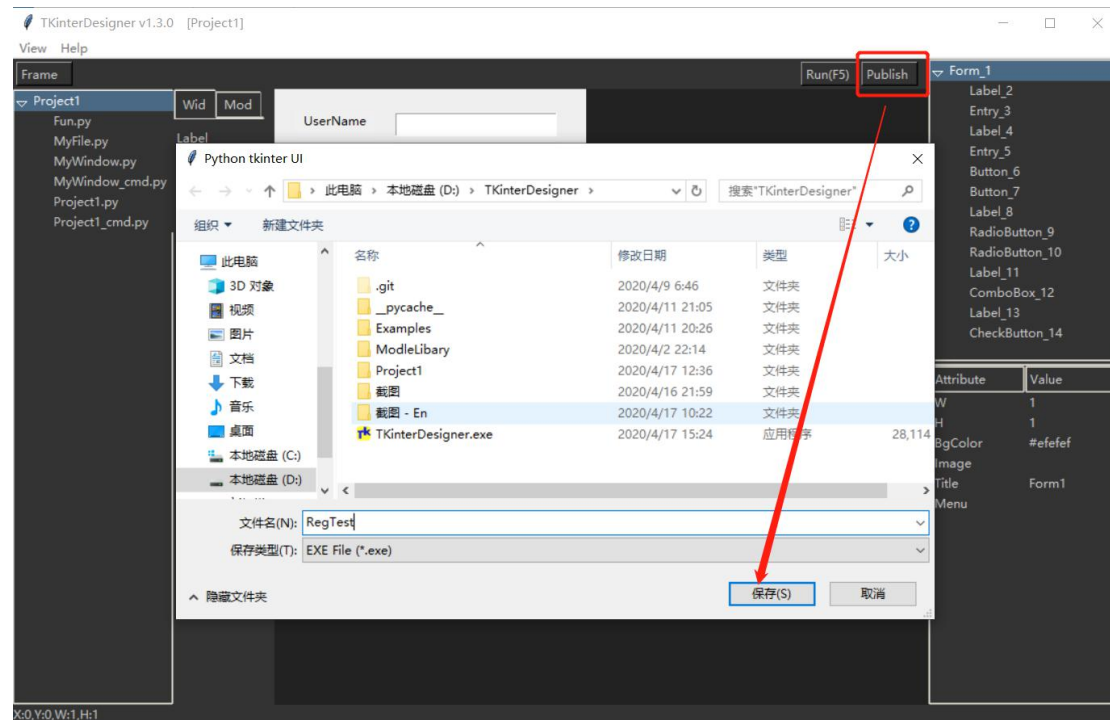 TKinterDesigner v1.3.0 [Project1]
View Help
Frame
Run(F5) Publish
Project1
Fun.py
MyFile.py
MyWindow.py
MyWindow_cmd.py
Project1.py
Project1_cmd.py
Wid Mod
Label
UserName
Python tkinter UI
此电脑 › 本地磁盘 (D:) › TKinterDesigner ›
搜索"TKinterDesigner"
组织 新建文件夹
此电脑
3D 对象
视频
图片
文档
下载
音乐
桌面
本地磁盘 (C:)
本地磁盘 (D:)
名称 修改日期 类型 大小
.git 2020/4/9 6:46 文件夹
__pycache__ 2020/4/11 21:05 文件夹
Examples 2020/4/11 20:26 文件夹
ModleLibary 2020/4/2 22:14 文件夹
Project1 2020/4/17 12:36 文件夹
截图 2020/4/16 21:59 文件夹
截图 - En 2020/4/17 10:22 文件夹
TKinterDesigner.exe 2020/4/17 15:24 应用程序 28,114
文件名(N): RegTest
保存类型(T): EXE File (*.exe)
隐藏文件夹
保存(S) 取消
Form_1
Label_2
Entry_3
Label_4
Entry_5
Button_6
Button_7
Label_8
RadioButton_9
RadioButton_10
Label_11
ComboBox_12
Label_13
CheckButton_14
Attribute Value
W 1
H 1
BgColor #efefef
Image
Title Form1
Menu
X:0,Y:0,W:1,H:1